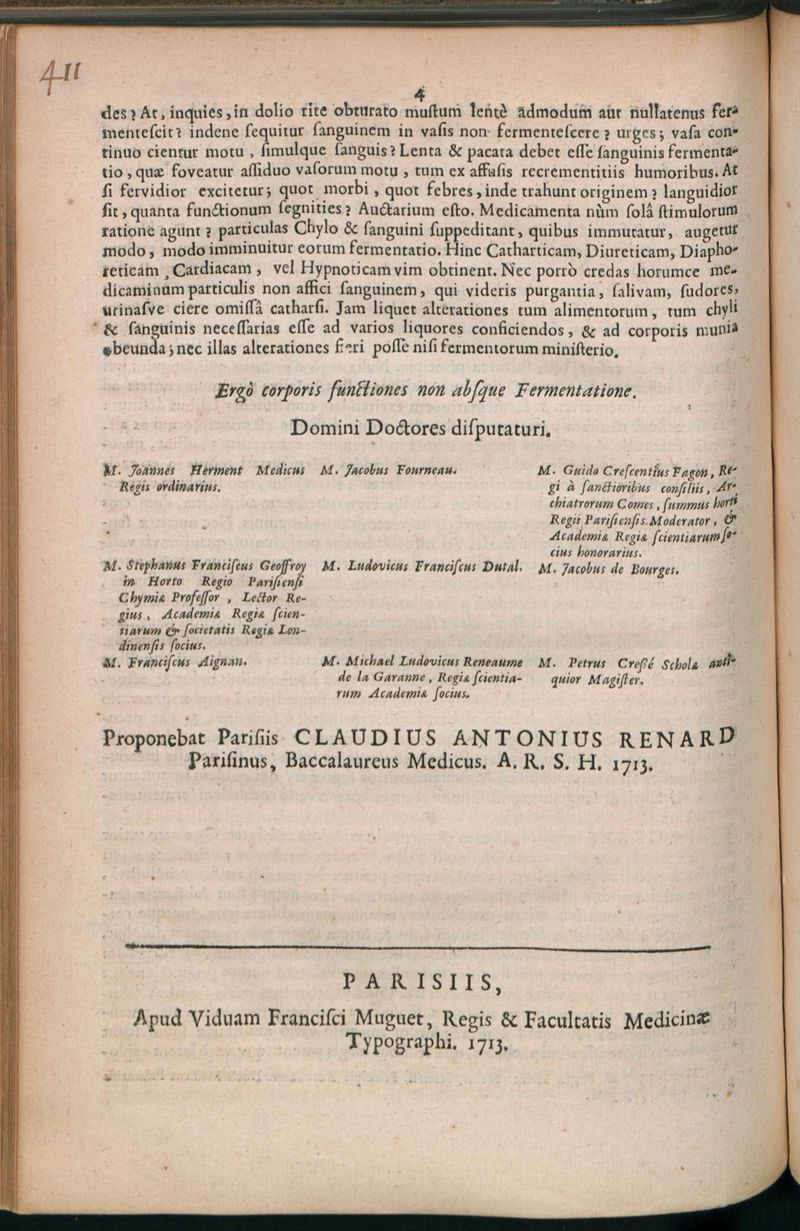 411
4
des? At, inquies, in dolio rite obturato muſtum lentè admodum aut nullatenus fer-
menteſcit? indene ſequitur ſanguinem in vaſis non fermenteſcere? urges; vaſa con-
tinuo cientur motu, ſimulque ſanguis? Lenta & pacata debet eſſe ſanguinis fermenta-
tio, quæ foveatur aſſiduo vaſorum motu, tum ex affuſis recrementitiis humoribus. At
ſi fervidior excitetur; quot morbi, quot febres, inde trahunt originem? languidior
ſit, quanta functionum ſegnities? Auctarium eſto. Medicamenta nùm ſolâ ſtimulorum
ratione agunt? particulas Chylo & ſanguini ſuppeditant, quibus immutatur, augetur
modo, modo imminuitur eorum fermentatio. Hinc Catharticam, Diureticam, Diapho-
reticam, Cardiacam, vel Hypnoticam vim obtinent. Nec porrò credas horumce me-
dicaminum particulis non affici ſanguinem, qui videris purgantia, ſalivam, ſudores,
urinaſve ciere omiſſâ catharſi. Jam liquet alterationes tum alimentorum, tum chyli
& ſanguinis neceſſarias eſſe ad varios liquores conficiendos, & ad corporis munia
obeunda; nec illas alterationes fieri poſſe niſi fermentorum miniſterio.
Ergò corporis functiones non abſque Fermentatione.
Domini Doctores diſputaturi.
M. Joannes Herment Medicus
Regis ordinarius.
M. Jacobus Fourneau.
M. Guido Creſcentius Fagon, Re-
gi à ſanctioribus conſiliis, Ar-
chiatrorum Comes, ſummus horti
Regii Pariſienſis Moderator, &
Academiæ Regiæ ſcientiarum ſo-
cius honorarius.
M. Stephanus Franciſcus Geoffroy
in Horto Regio Pariſienſi
Chymiæ Profeſſor, Lector Re-
gius, Academiæ Regiæ ſcien-
tiarum & ſocietatis Regiæ Lon-
dinenſis ſocius.
M. Ludovicus Franciſcus Dutal.
M. Jacobus de Bourges.
M. Franciſcus Aignan.
M. Michael Ludovicus Reneaume
de la Garanne, Regiæ ſcientia-
rum Academiæ ſocius.
M. Petrus Creſsé Scholæ anti-
quior Magiſter.
Proponebat Pariſiis CLAUDIUS ANTONIUS RENARD
Pariſinus, Baccalaureus Medicus. A. R. S. H. 1713.
PARISIIS,
Apud Viduam Franciſci Muguet, Regis & Facultatis Medicinæ
Typographi. 1713.